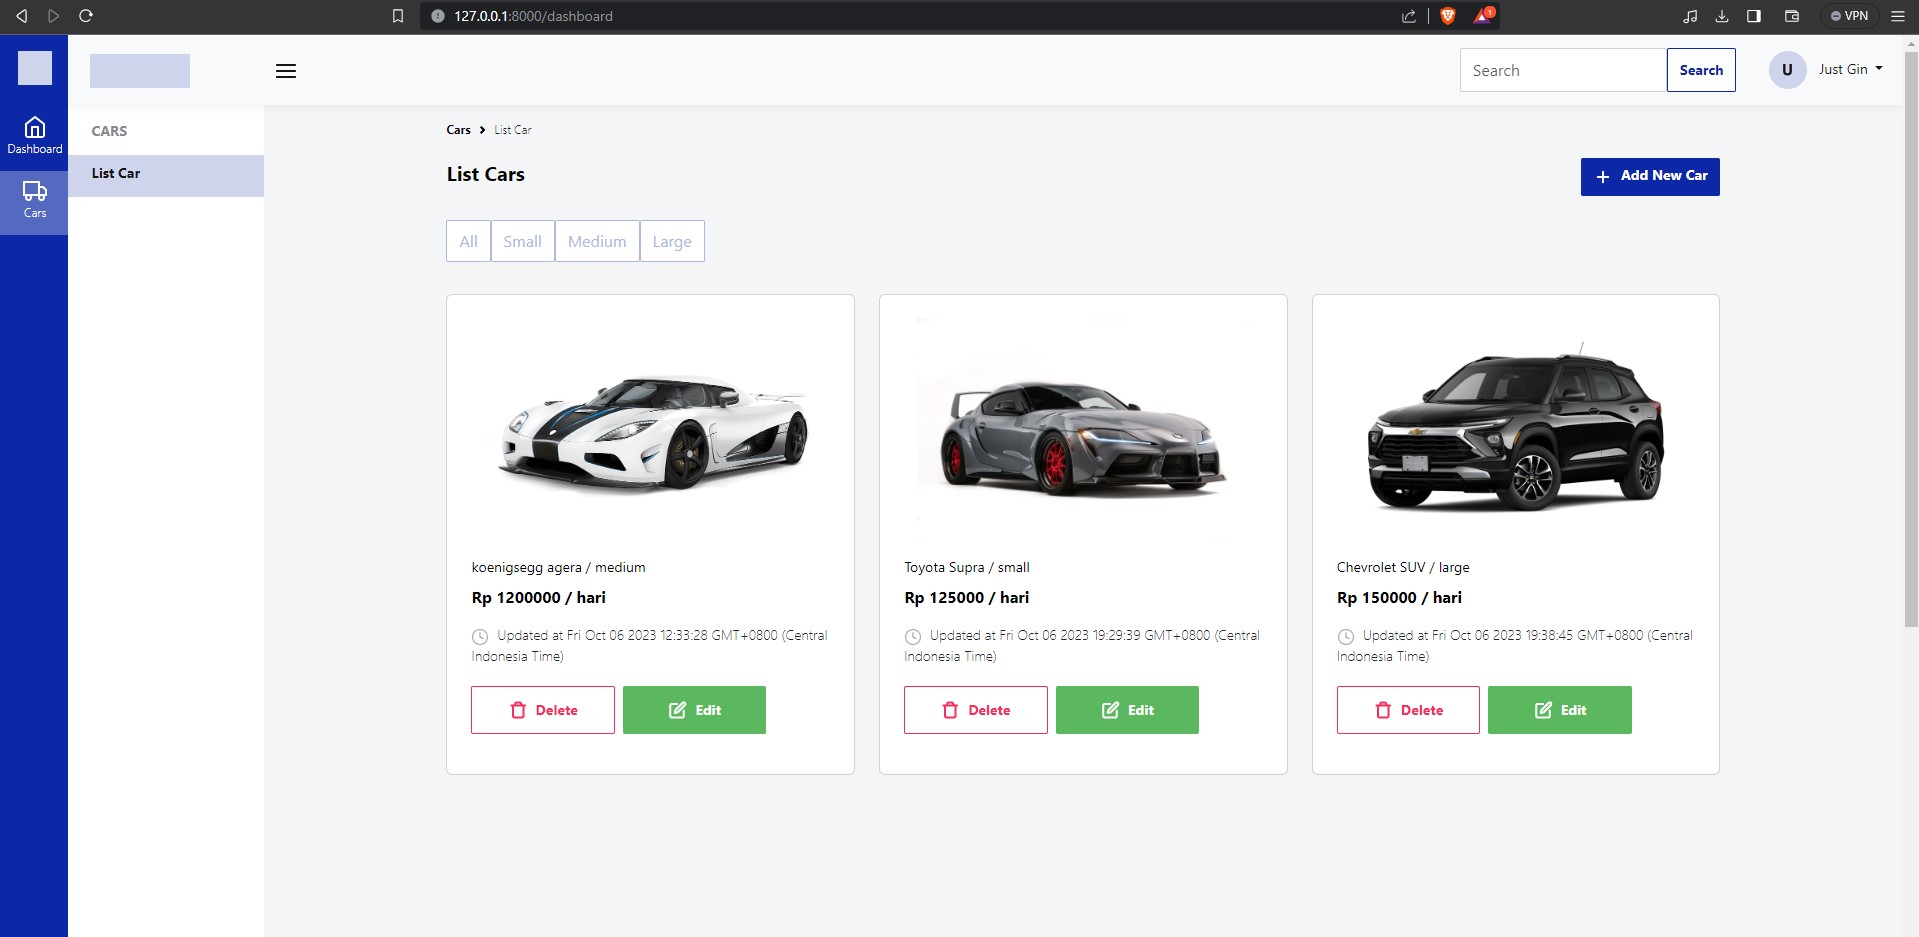 127.0.0.1:8000/dashboard
1
VPN
Search
Search
U
Just Gin
Dashboard
Cars
CARS
List Car
Cars > List Car
List Cars
+ Add New Car
All
Small
Medium
Large
koenigsegg agera / medium
Rp 1200000 / hari
Updated at Fri Oct 06 2023 12:33:28 GMT+0800 (Central
Indonesia Time)
Delete
Edit
Toyota Supra / small
Rp 125000 / hari
Updated at Fri Oct 06 2023 19:29:39 GMT+0800 (Central
Indonesia Time)
Delete
Edit
Chevrolet SUV / large
Rp 150000 / hari
Updated at Fri Oct 06 2023 19:38:45 GMT+0800 (Central
Indonesia Time)
Delete
Edit